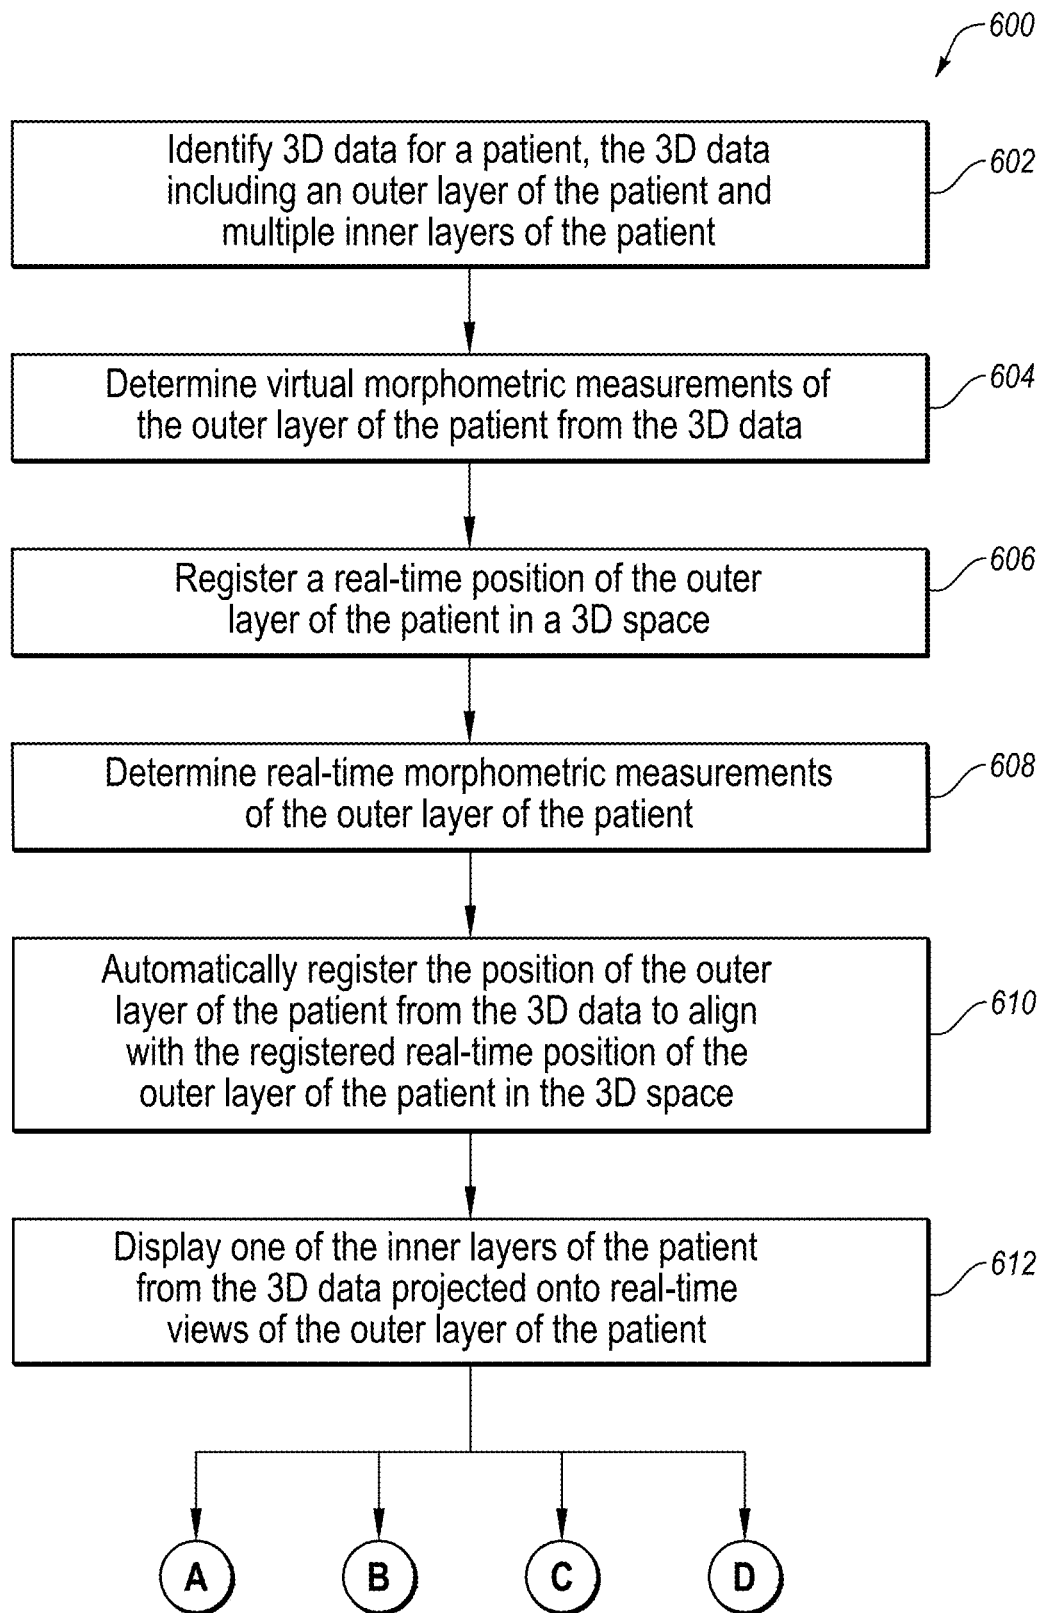 600
Identify 3D data for a patient, the 3D data
including an outer layer of the patient and
multiple inner layers of the patient
602
Determine virtual morphometric measurements of
the outer layer of the patient from the 3D data
604
Register a real-time position of the outer
layer of the patient in a 3D space
606
Determine real-time morphometric measurements
of the outer layer of the patient
608
Automatically register the position of the outer
layer of the patient from the 3D data to align
with the registered real-time position of the
outer layer of the patient in the 3D space
610
Display one of the inner layers of the patient
from the 3D data projected onto real-time
views of the outer layer of the patient
612
A
B
C
D